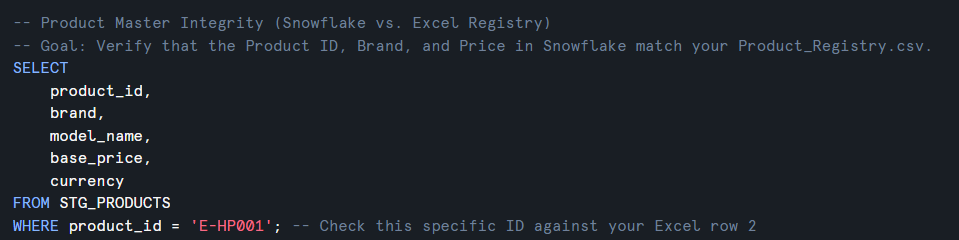 -- Product Master Integrity (Snowflake vs. Excel Registry)
-- Goal: Verify that the Product ID, Brand, and Price in Snowflake match your Product_Registry.csv.
SELECT
    product_id,
    brand,
    model_name,
    base_price,
    currency
FROM STG_PRODUCTS
WHERE product_id = 'E-HP001'; -- Check this specific ID against your Excel row 2